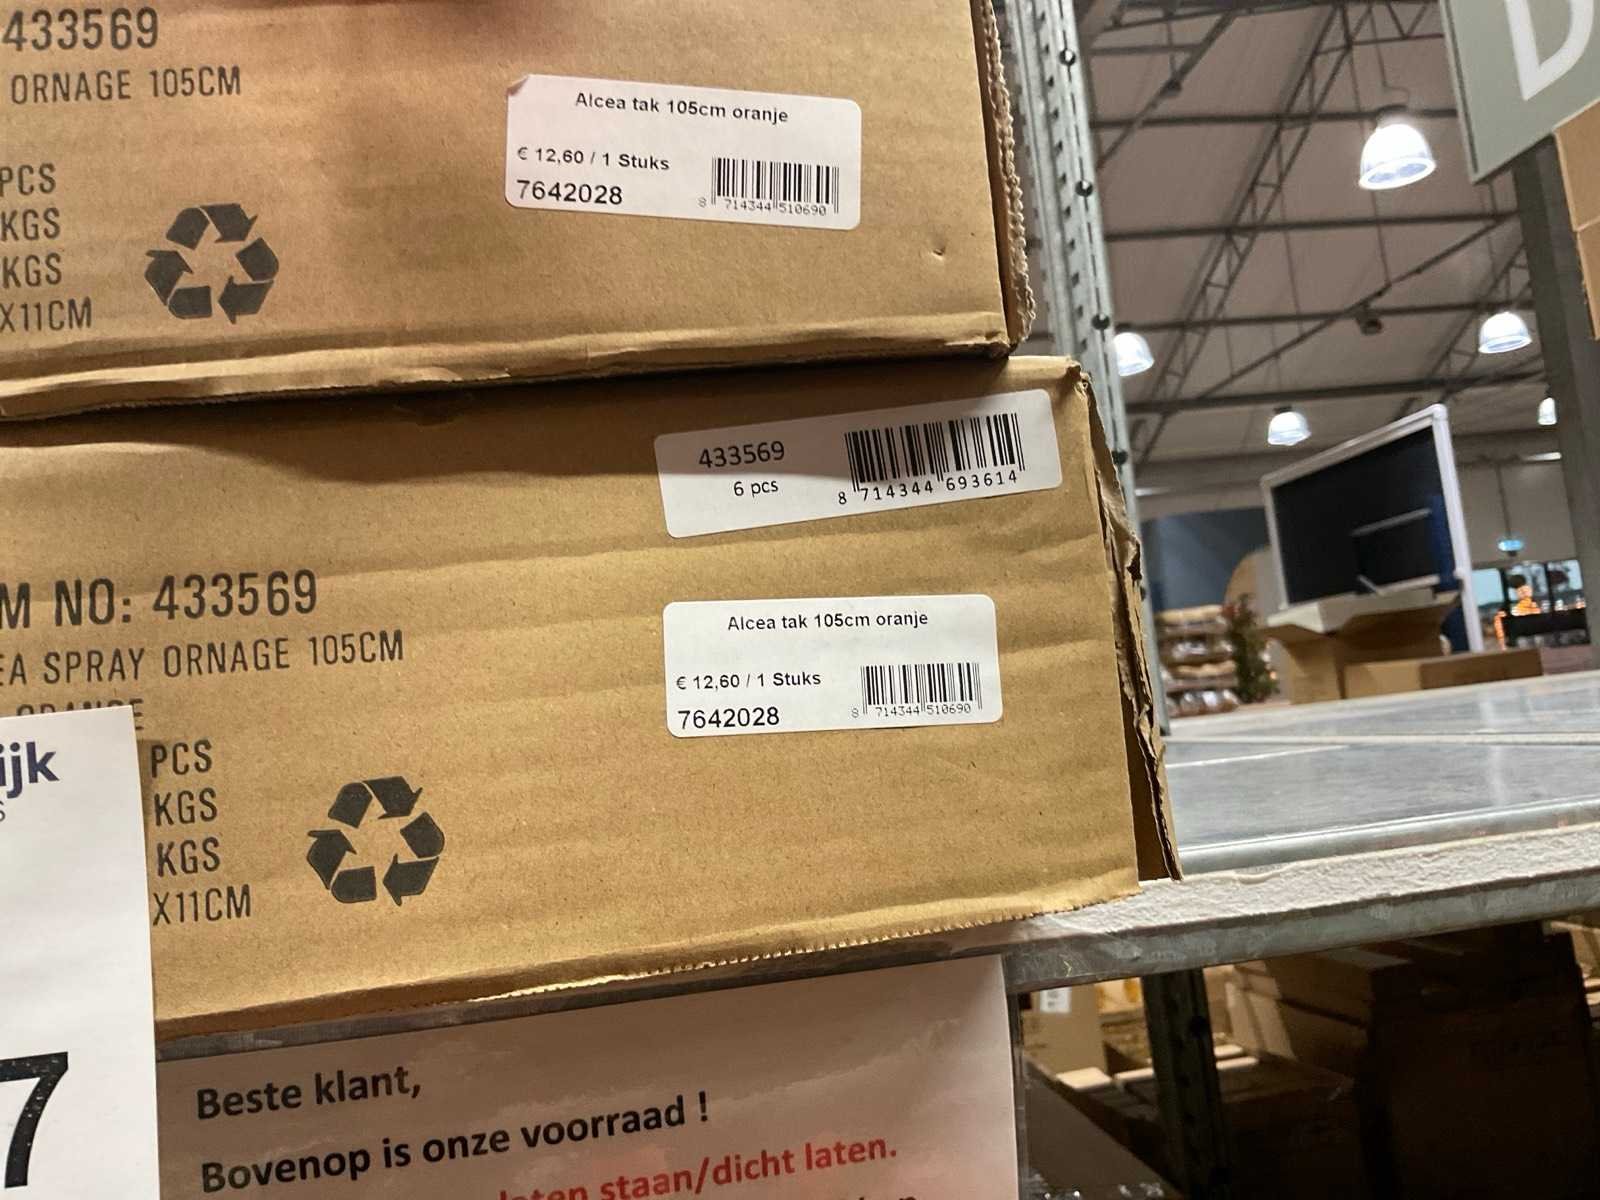 433569
ORNAGE 105CM
PCS
KGS
KGS
X11CM
Alcea tak 105cm oranje
€ 12,60 / 1 Stuks
7642028
8 714344 510690
D
433569
6 pcs
8 714344 693614
M NO: 433569
EA SPRAY ORNAGE 105CM
ORANGE
PCS
KGS
KGS
X11CM
Alcea tak 105cm oranje
€ 12,60 / 1 Stuks
7642028
8 714344 510690
ijk
s
7
Beste klant,
Bovenop is onze voorraad !
laten staan/dicht laten.